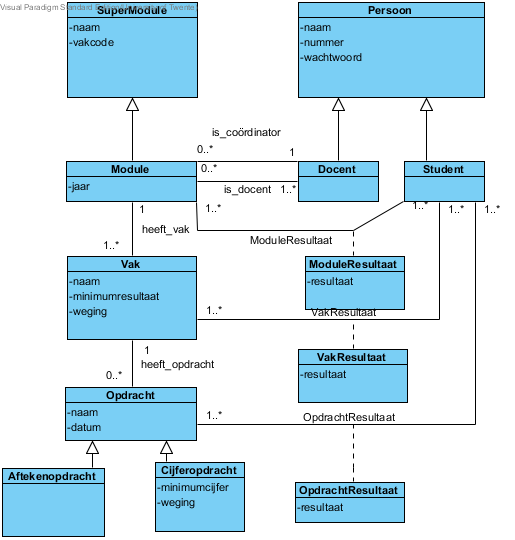 Visual Paradigm Standard
SuperModule
-naam
-vakcode
Persoon
-naam
-nummer
-wachtwoord
is_coördinator
0..*
1
Module
-jaar
0..*
is_docent
1..*
Docent
Student
1
1..*
1..*
1..*
1..*
heeft_vak
ModuleResultaat
1..*
Vak
-naam
-minimumresultaat
-weging
ModuleResultaat
-resultaat
1..*
VakResultaat
1
heeft_opdracht
0..*
VakResultaat
-resultaat
Opdracht
-naam
-datum
1..*
OpdrachtResultaat
Aftekenopdracht
Cijferopdracht
-minimumcijfer
-weging
OpdrachtResultaat
-resultaat